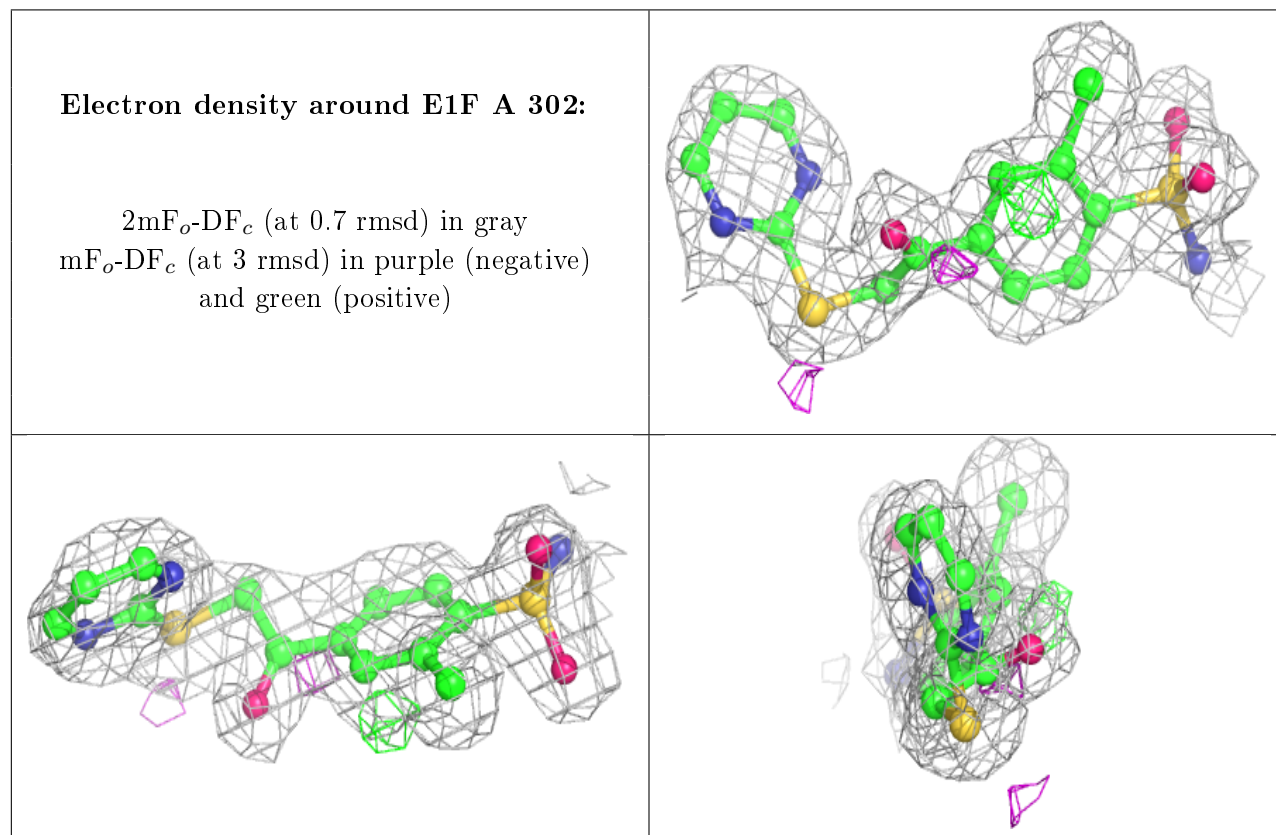 Electron density around E1F A 302:
2mFₒ-DF𝒸 (at 0.7 rmsd) in gray
mFₒ-DF𝒸 (at 3 rmsd) in purple (negative)
and green (positive)